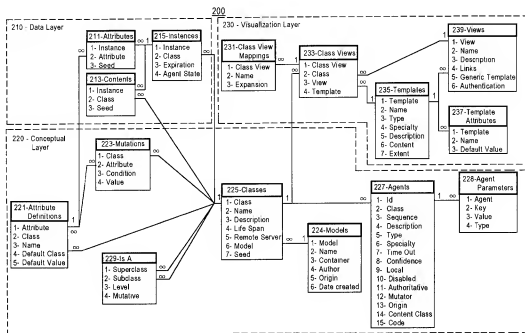 200
210 - Data Layer
211-Attributes
1- Instance
2- Attribute
3- Seed
215-Instences
1- Instance
2- Class
3- Expiration
4- Agent State
213-Contents
1- Instance
2- Class
3- Seed
230 - Visualization Layer
231-Class View
Mappings
1- Class View
2- Name
3- Expansion
233-Class Views
1- Class View
2- Class
3- View
4- Template
235-Templates
1- Template
2- Name
3- Type
4- Specialty
5- Description
6- Content
7- Extent
239-Views
1- View
2- Name
3- Description
4- Links
5- Generic Template
6- Authentication
237-Template
Attributes
1- Template
2- Name
3- Default Value
220 - Conceptual
Layer
223-Mutations
1- Class
2- Attribute
3- Condition
4- Value
221-Attribute
Definitions
1- Attribute
2- Class
3- Name
4- Default Class
5- Default Value
229-Is A
1- Superclass
2- Subclass
3- Level
4- Mutative
225-Classes
1- Class
2- Name
3- Description
4- Life Span
5- Remote Server
6- Model
7- Seed
224-Models
1- Model
2- Name
3- Container
4- Author
5- Origin
6- Date created
227-Agents
1- Id
2- Class
3- Sequence
4- Description
5- Type
6- Specialty
7- Time Out
8- Confidence
9- Local
10- Disabled
11- Authoritative
12- Mutator
13- Origin
14- Content Class
15- Code
228-Agent
Parameters
1- Agent
2- Key
3- Value
4- Type